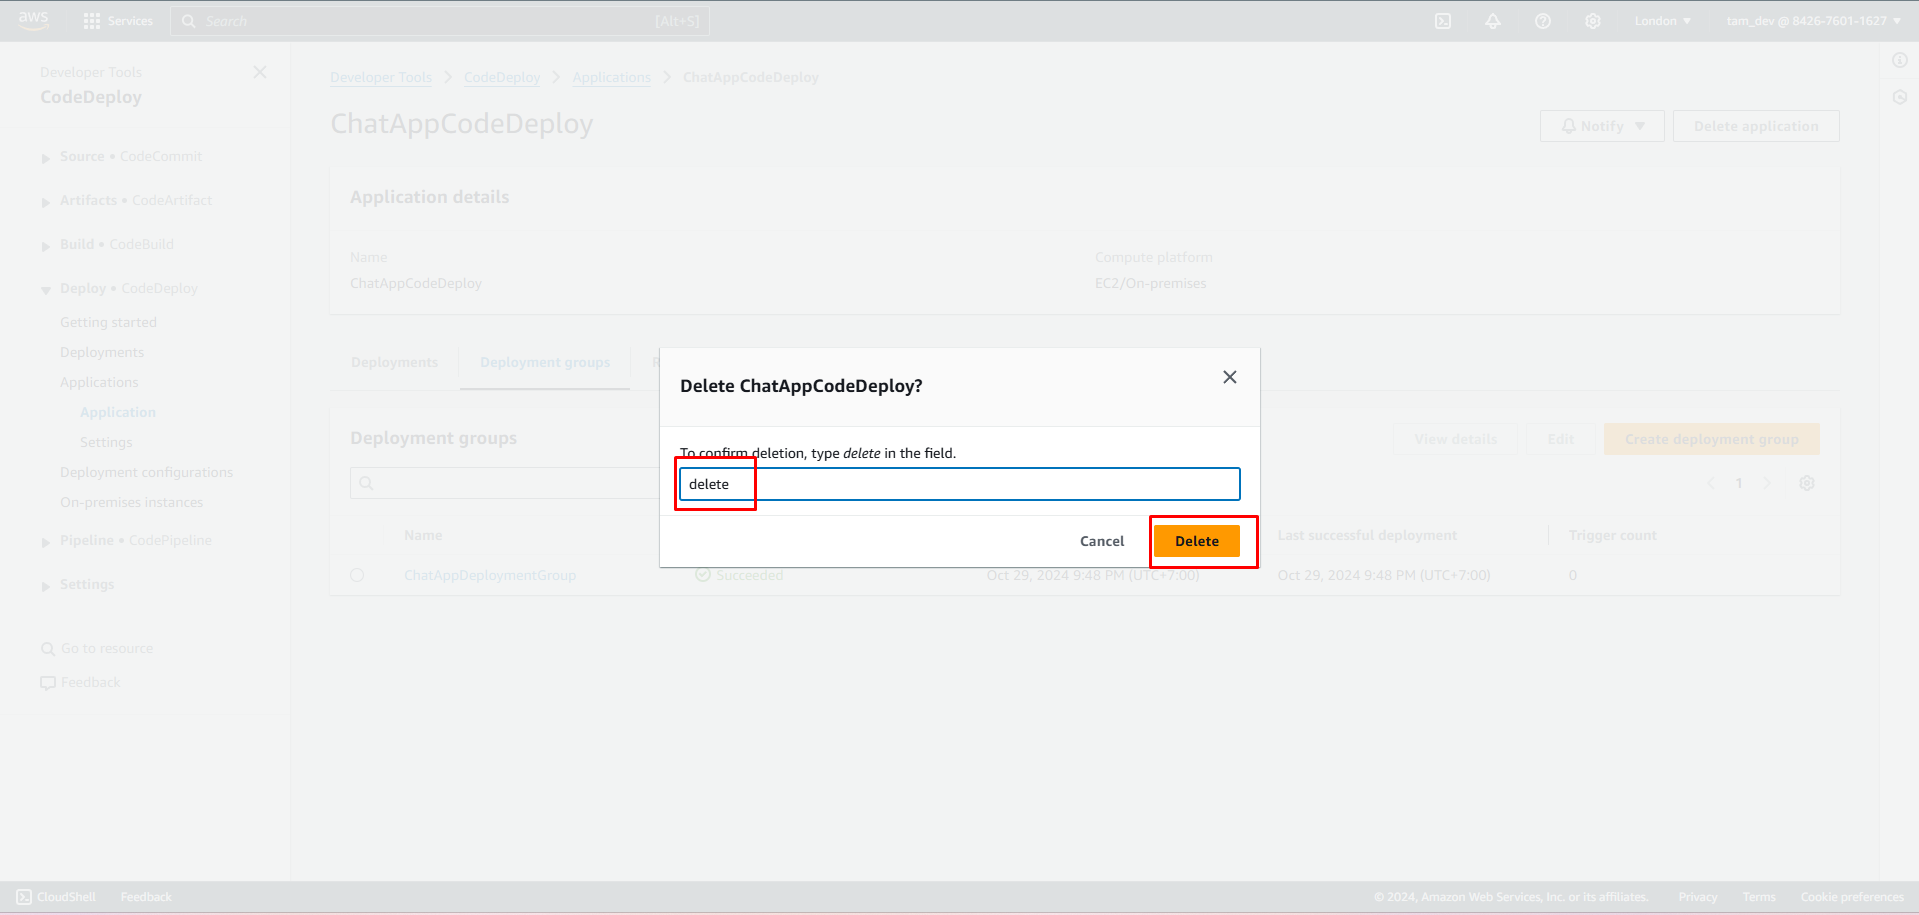 aws
Services
Search
[Alt+S]
London
tam_dev @ 8426-7601-1627
Developer Tools
CodeDeploy
Source • CodeCommit
Artifacts • CodeArtifact
Build • CodeBuild
Deploy • CodeDeploy
Getting started
Deployments
Applications
Application
Settings
Deployment configurations
On-premises instances
Pipeline • CodePipeline
Settings
Go to resource
Feedback
Developer Tools
CodeDeploy
Applications
ChatAppCodeDeploy
ChatAppCodeDeploy
Notify
Delete application
Application details
Name
ChatAppCodeDeploy
Compute platform
EC2/On-premises
Deployments
Deployment groups
R
Deployment groups
View details
Edit
Create deployment group
1
Name
Last successful deployment
Trigger count
ChatAppDeploymentGroup
Succeeded
Oct 29, 2024 9:48 PM (UTC+7:00)
Oct 29, 2024 9:48 PM (UTC+7:00)
0
Delete ChatAppCodeDeploy?
To confirm deletion, type delete in the field.
delete
Cancel
Delete
CloudShell
Feedback
© 2024, Amazon Web Services, Inc. or its affiliates.
Privacy
Terms
Cookie preferences